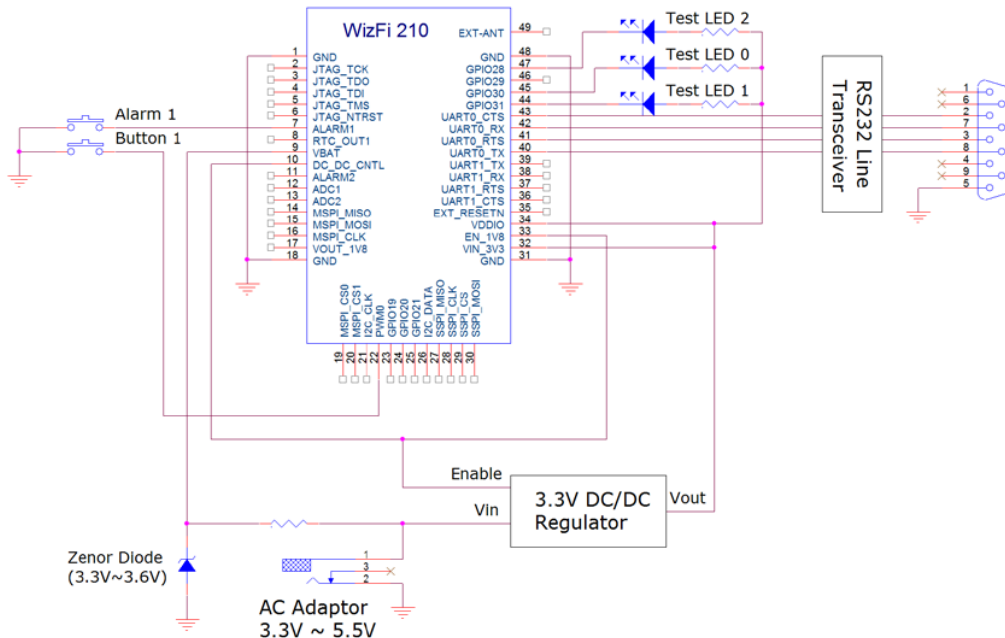 WizFi 210
EXT-ANT 49
1 GND
2 JTAG_TCK
3 JTAG_TDO
4 JTAG_TDI
5 JTAG_TMS
6 JTAG_NTRST
7 ALARM1
8 RTC_OUT1
9 VBAT
10 DC_DC_CNTL
11 ALARM2
12 ADC1
13 ADC2
14 MSPI_MISO
15 MSPI_MOSI
16 MSPI_CLK
17 VOUT_1V8
18 GND
GND 48
GPIO28 47
GPIO29 46
GPIO30 45
GPIO31 44
UART0_CTS 43
UART0_RX 42
UART0_RTS 41
UART0_TX 40
UART1_TX 39
UART1_RX 38
UART1_RTS 37
UART1_CTS 36
EXT_RESETN 35
VDDIO 34
EN_1V8 33
VIN_3V3 32
GND 31
MSPI_CS0 19
MSPI_CS1 20
I2C_CLK 21
PWM0 22
GPIO19 23
GPIO20 24
GPIO21 25
I2C_DATA 26
SSPI_MISO 27
SSPI_CLK 28
SSPI_CS 29
SSPI_MOSI 30
Alarm 1
Button 1
Test LED 2
Test LED 0
Test LED 1
RS232 Line
Transceiver
1
6
2
7
3
8
4
9
5
Enable
Vin
3.3V DC/DC
Regulator
Vout
Zenor Diode
(3.3V~3.6V)
1
3
2
AC Adaptor
3.3V ~ 5.5V